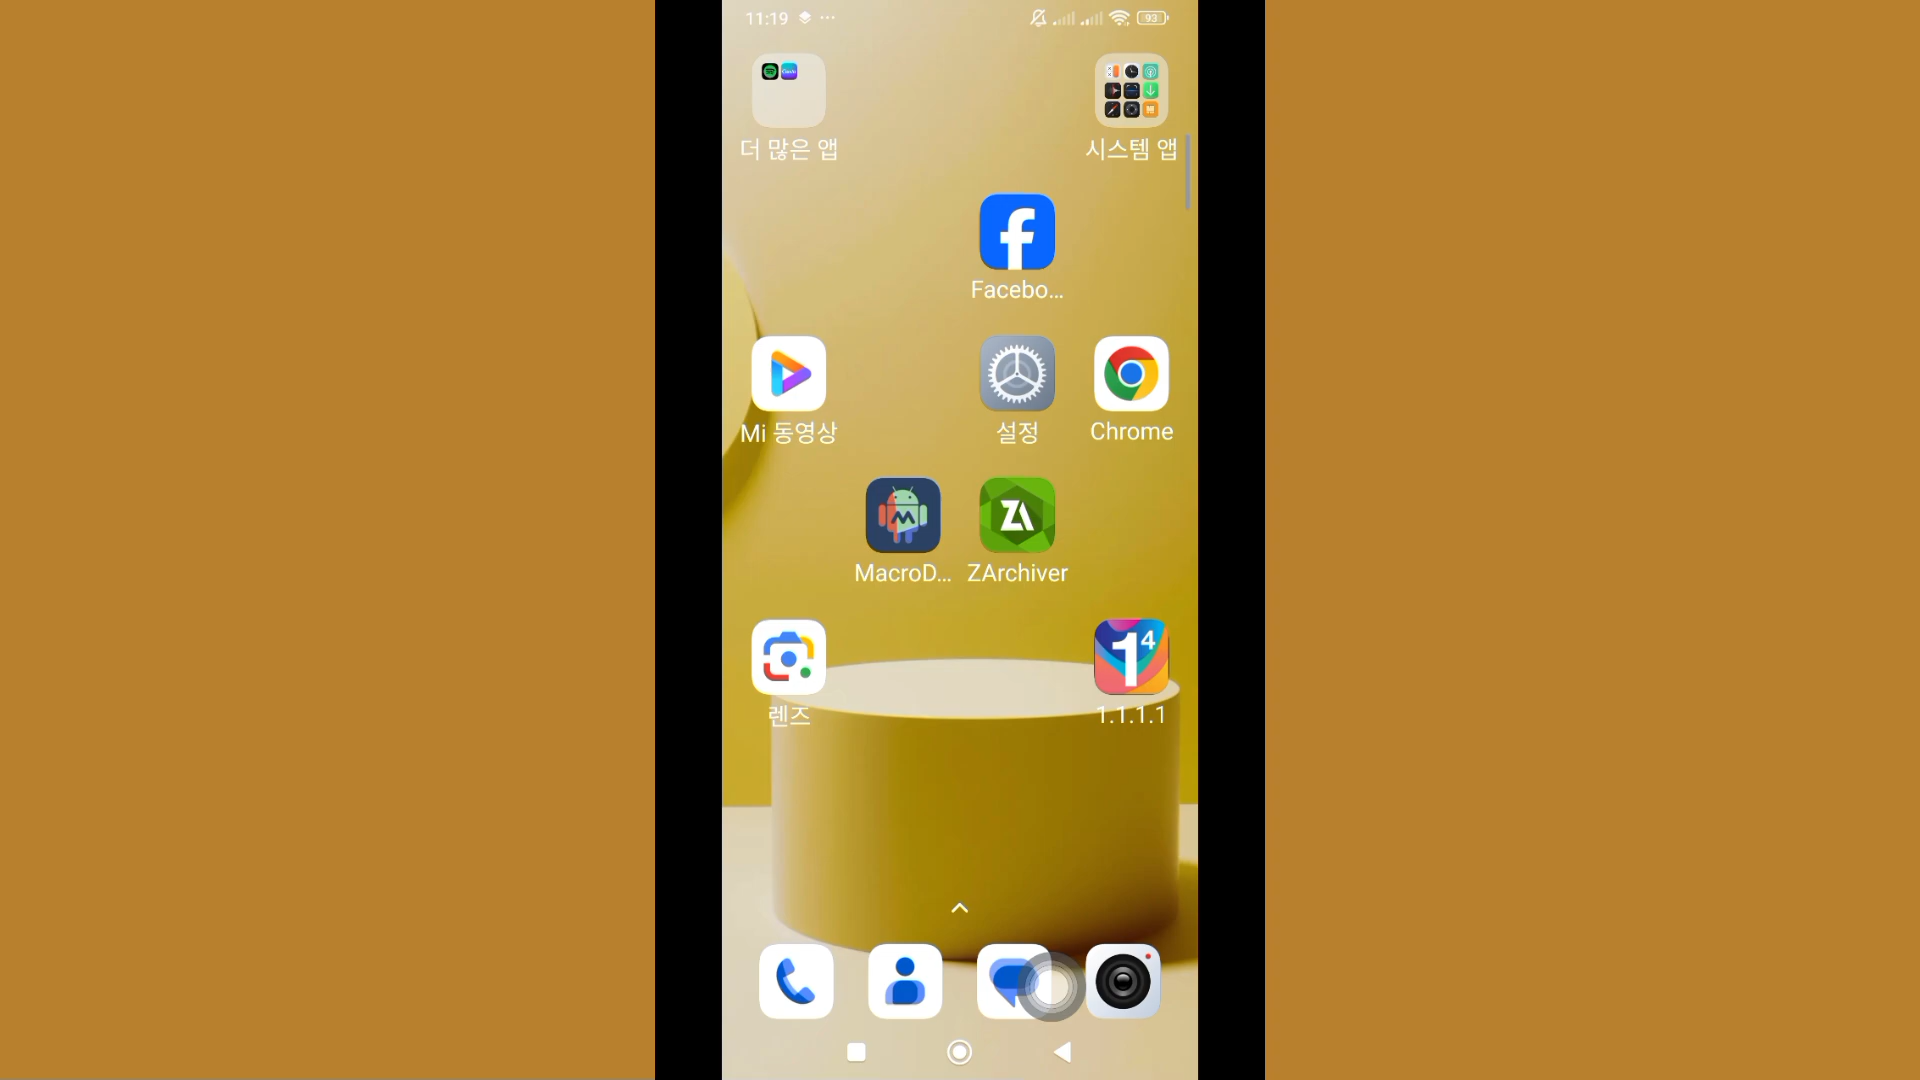 11:19
93
더 많은 앱
시스템 앱
Facebo...
Mi 동영상
설정
Chrome
MacroD...
ZArchiver
렌즈
1.1.1.1